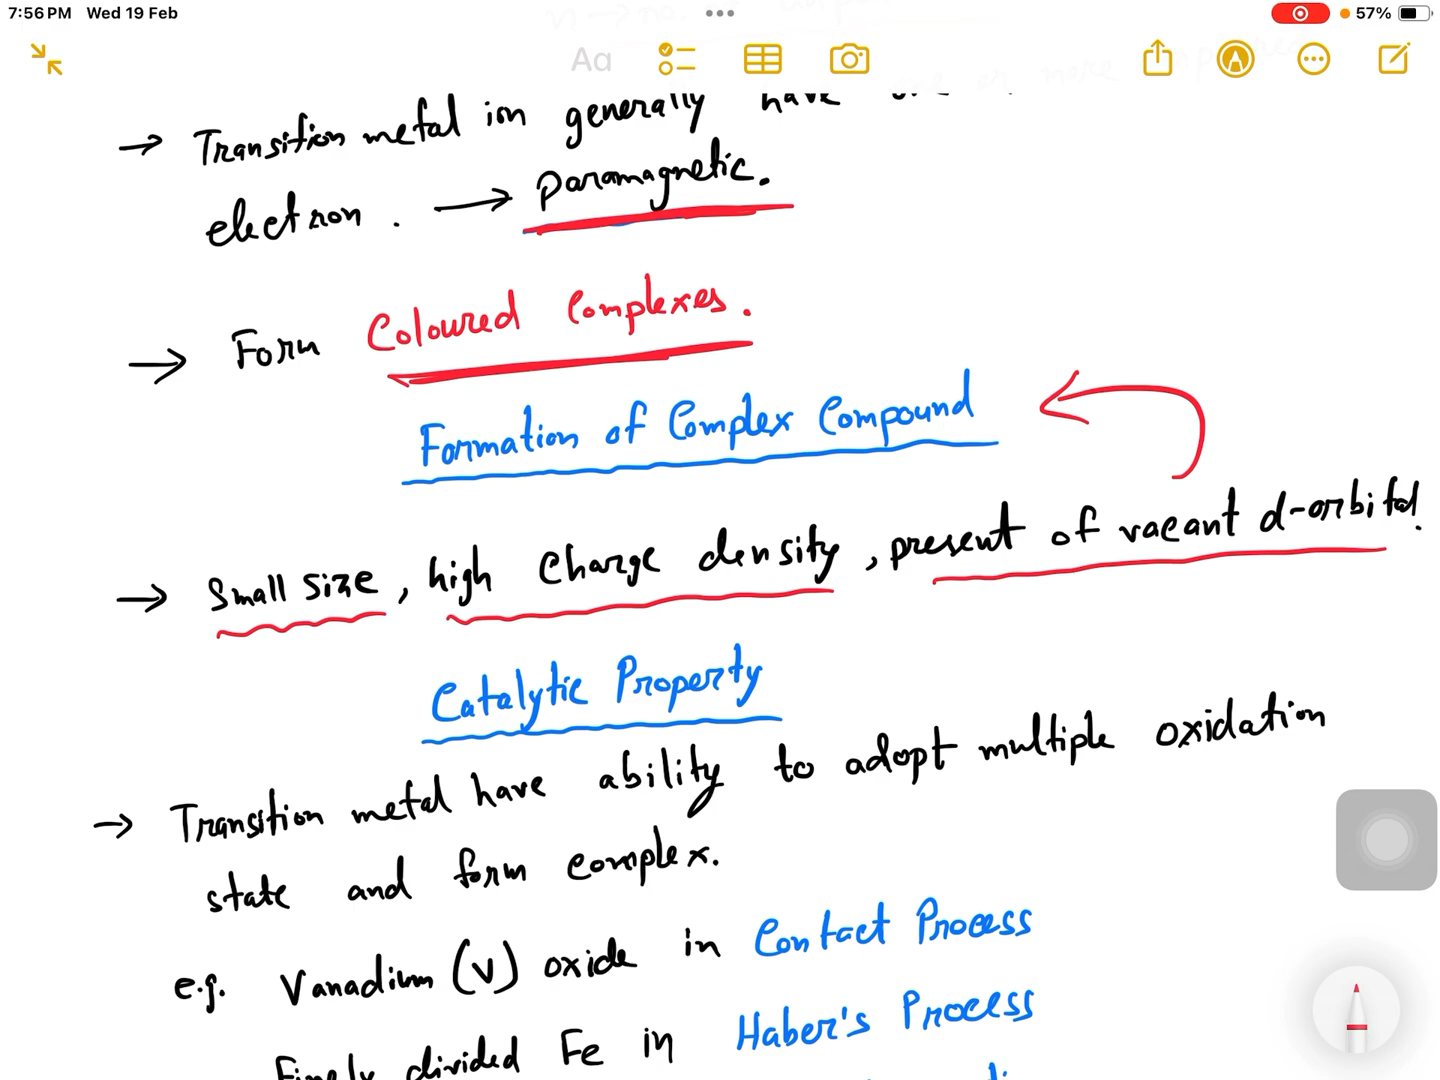 7:56 PM Wed 19 Feb
57%
Aa
→ Transition metal ion generally have
electron. → paramagnetic.
→ Form Coloured Complexes.
Formation of Complex Compound
→ Small size, high Charge density, present of vacant d-orbital.
Catalytic Property
→ Transition metal have ability to adopt multiple oxidation
state and form complex.
e.g. Vanadium (V) oxide in Contact Process
Finely divided Fe in Haber's Process